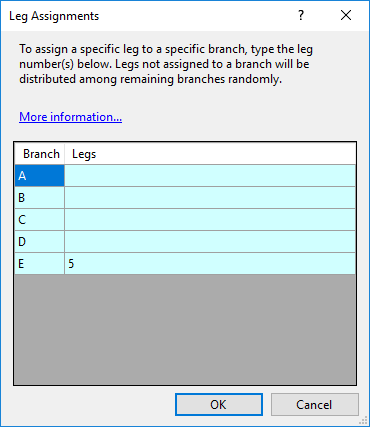 Leg Assignments ? ×
To assign a specific leg to a specific branch, type the leg
number(s) below. Legs not assigned to a branch will be
distributed among remaining branches randomly.
More information...
Branch Legs
A
B
C
D
E 5
OK Cancel